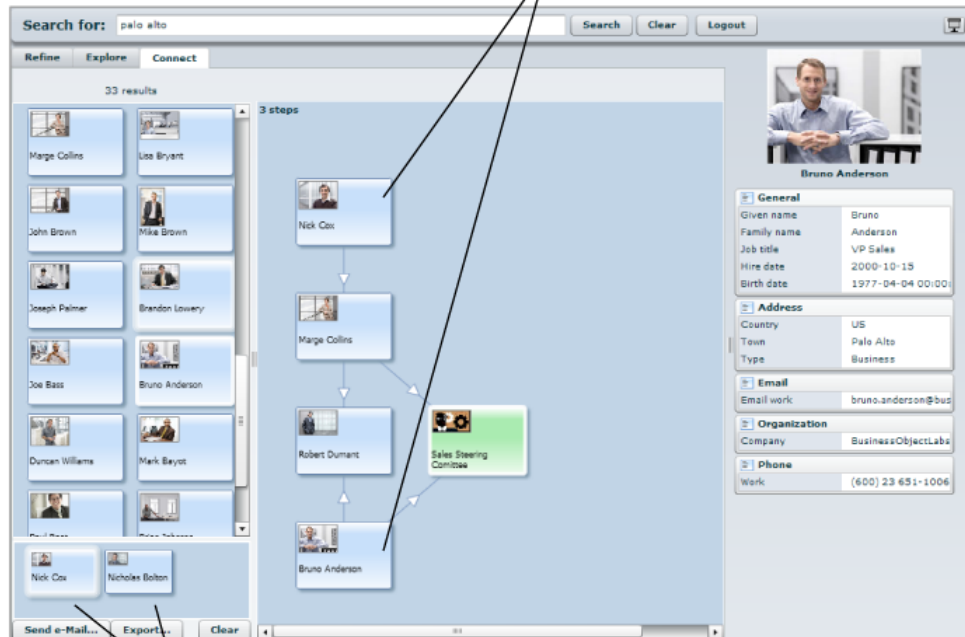 Search for: palo alto Search Clear Logout
Refine Explore Connect
33 results
Marge Collins Lisa Bryant
John Brown Mike Brown
Joseph Palmer Brandon Lowery
Joe Bass Bruno Anderson
Duncan Williams Mark Bayot
Nick Cox Nicholas Bolton
Send e-Mail... Export... Clear
3 steps
Nick Cox
Marge Collins
Robert Dumant
Sales Steering
Comittee
Bruno Anderson
Bruno Anderson
General
Given name Bruno
Family name Anderson
Job title VP Sales
Hire date 2000-10-15
Birth date 1977-04-04 00:00:
Address
Country US
Town Palo Alto
Type Business
Email
Email work bruno.anderson@bus
Organization
Company BusinessObjectLabs
Phone
Work (600) 23 651-1006